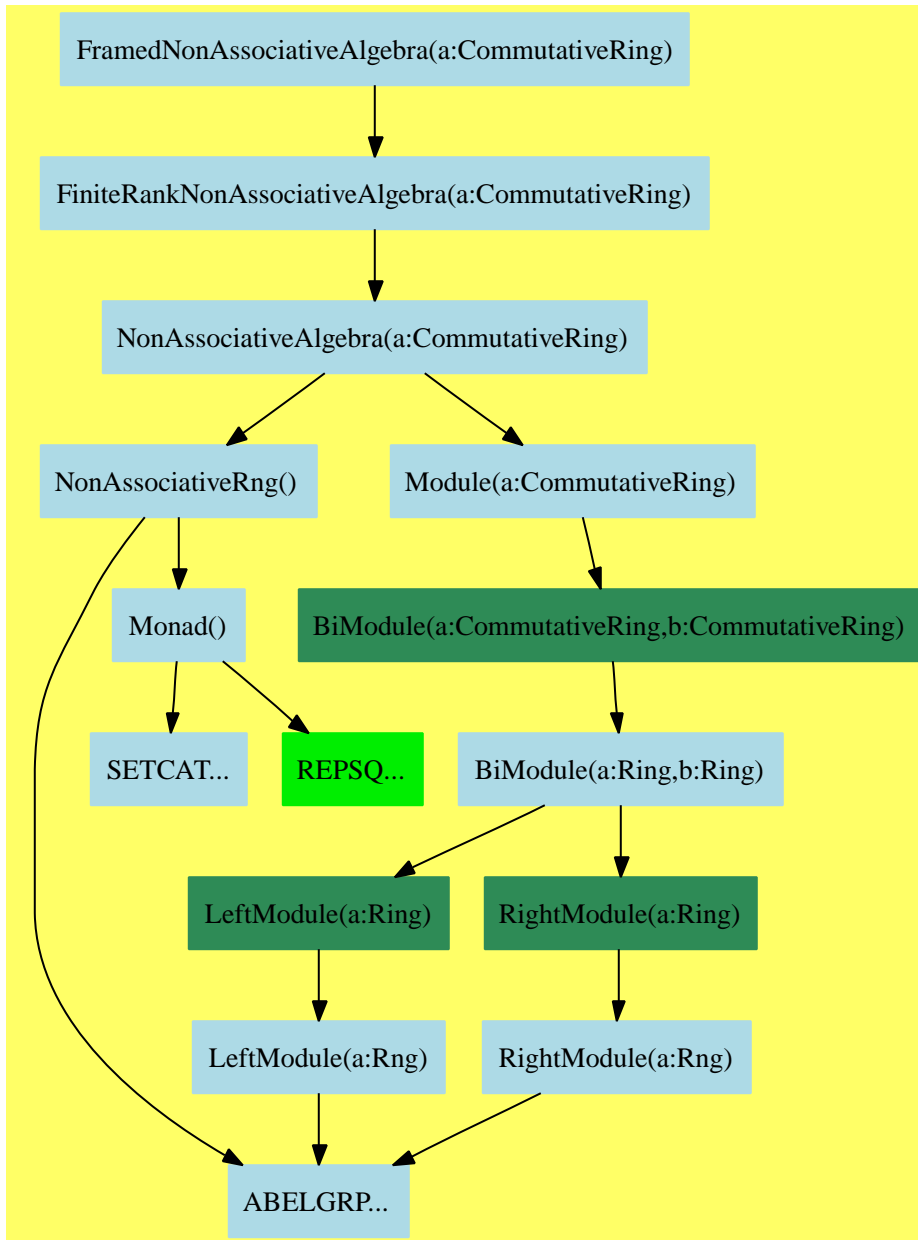 FramedNonAssociativeAlgebra(a:CommutativeRing)
FiniteRankNonAssociativeAlgebra(a:CommutativeRing)
NonAssociativeAlgebra(a:CommutativeRing)
NonAssociativeRng()
Module(a:CommutativeRing)
Monad()
BiModule(a:CommutativeRing,b:CommutativeRing)
SETCAT...
REPSQ...
BiModule(a:Ring,b:Ring)
LeftModule(a:Ring)
RightModule(a:Ring)
LeftModule(a:Rng)
RightModule(a:Rng)
ABELGRP...